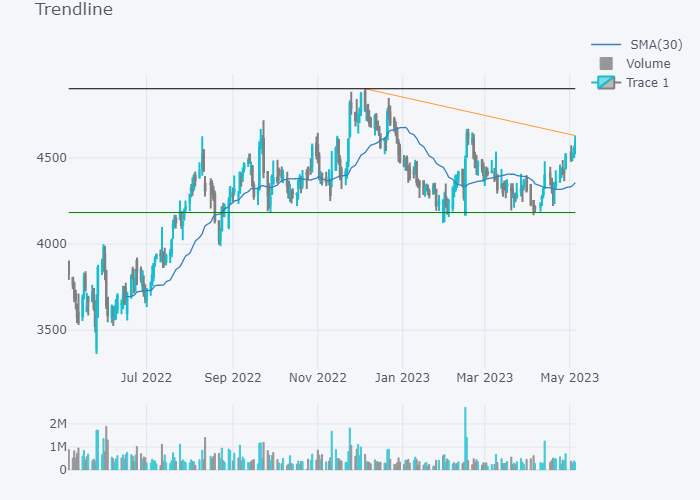 Trendline
SMA(30)
Volume
Trace 1
4500
4000
3500
Jul 2022 Sep 2022 Nov 2022 Jan 2023 Mar 2023 May 2023
2M
1M
0